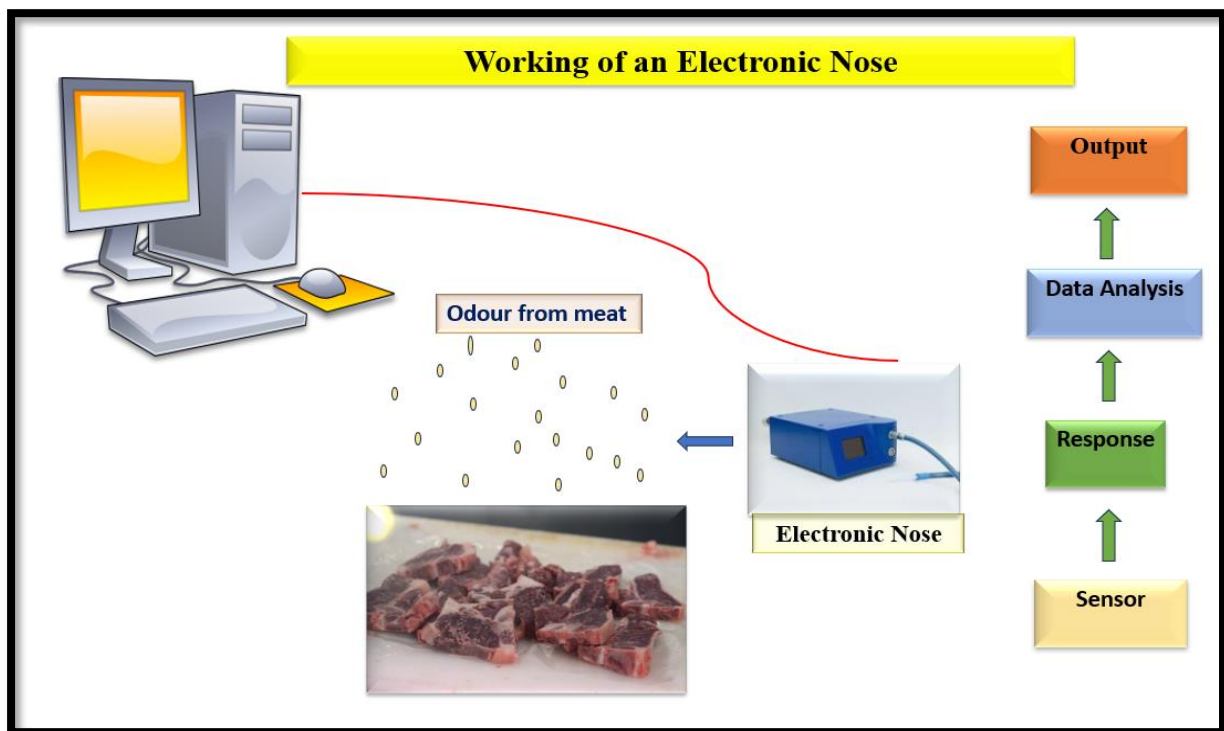 Working of an Electronic Nose
Output
Data Analysis
Odour from meat
Response
Electronic Nose
Sensor